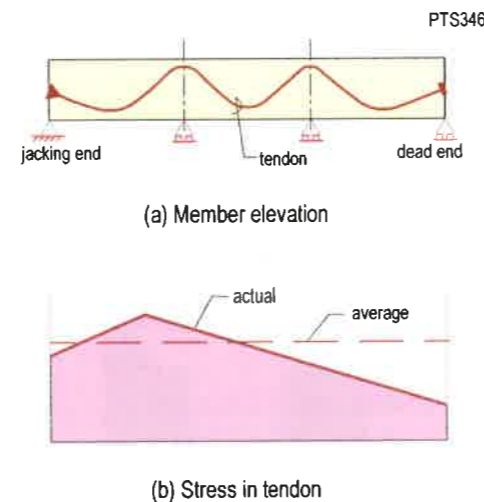 PTS346
jacking end
tendon
dead end
(a) Member elevation
actual
average
(b) Stress in tendon